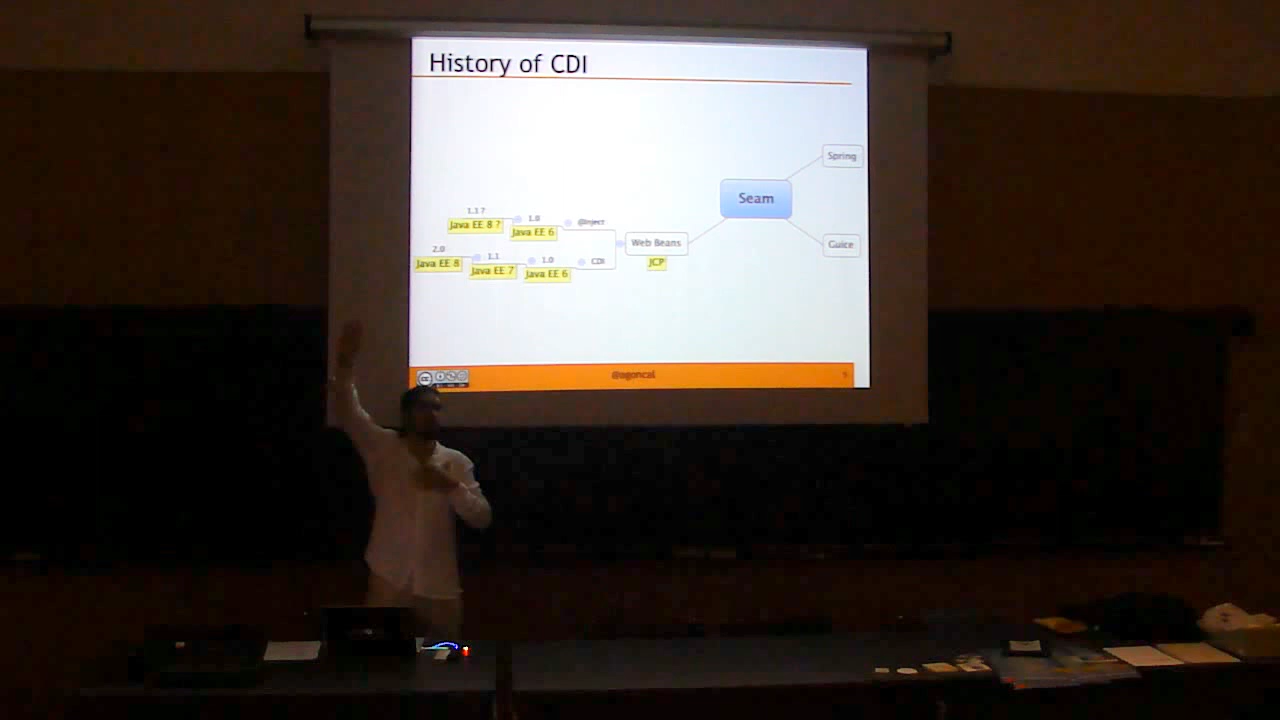 History of CDI
Spring
Seam
1.1?
1.0
@Inject
Java EE 8 ?
Java EE 6
Web Beans
Guice
2.0
1.1
1.0
CDI
JCP
Java EE 8
Java EE 7
Java EE 6
@agoncal
5